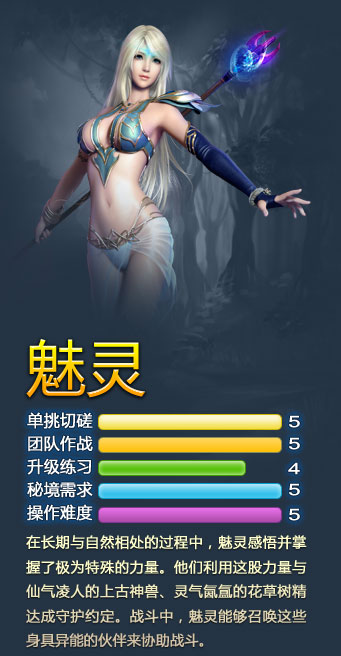 魅灵
单挑切磋 5
团队作战 5
升级练习 4
秘境需求 5
操作难度 5
在长期与自然相处的过程中，魅灵感悟并掌
握了极为特殊的力量。他们利用这股力量与
仙气凌人的上古神兽、灵气氤氲的花草树精
达成守护约定。战斗中，魅灵能够召唤这些
身具异能的伙伴来协助战斗。